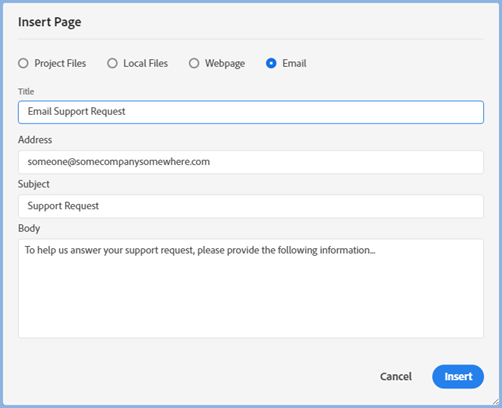 Insert Page
Project Files Local Files Webpage Email
Title
Email Support Request
Address
someone@somecompanysomewhere.com
Subject
Support Request
Body
To help us answer your support request, please provide the following information...
Cancel Insert